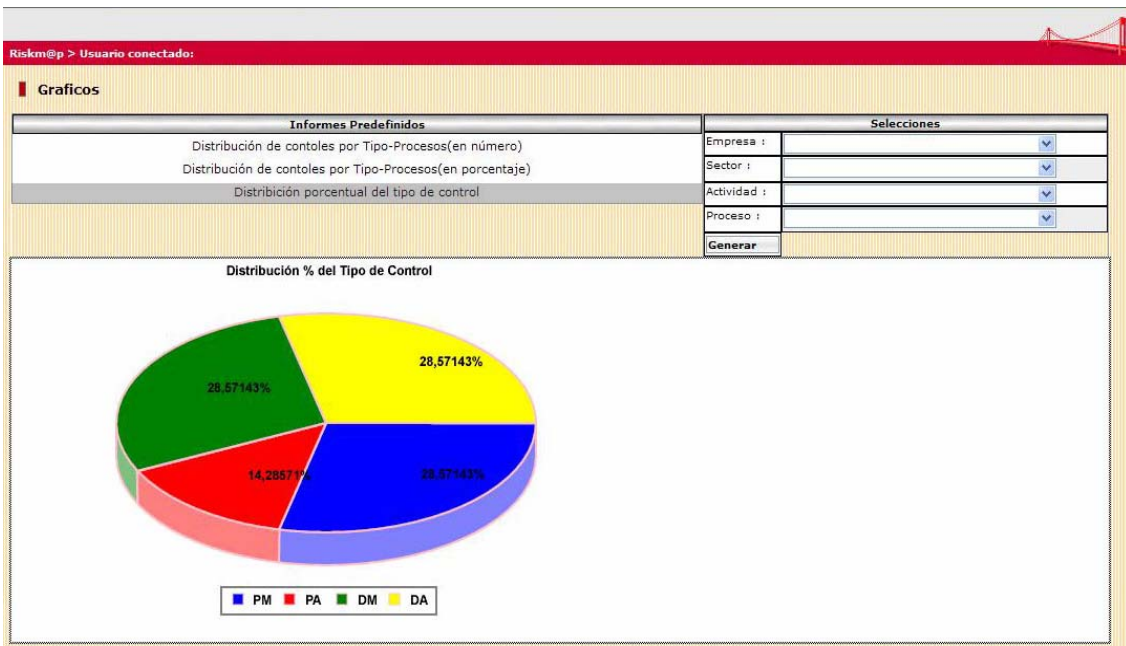 Riskm@p > Usuario conectado:
Graficos
Informes Predefinidos
Distribución de contoles por Tipo-Procesos(en número)
Distribución de contoles por Tipo-Procesos(en porcentaje)
Distribición porcentual del tipo de control
Selecciones
Empresa :
Sector :
Actividad :
Proceso :
Generar
Distribución % del Tipo de Control
28,57143%
28,57143%
14,28571%
28,57143%
PM PA DM DA